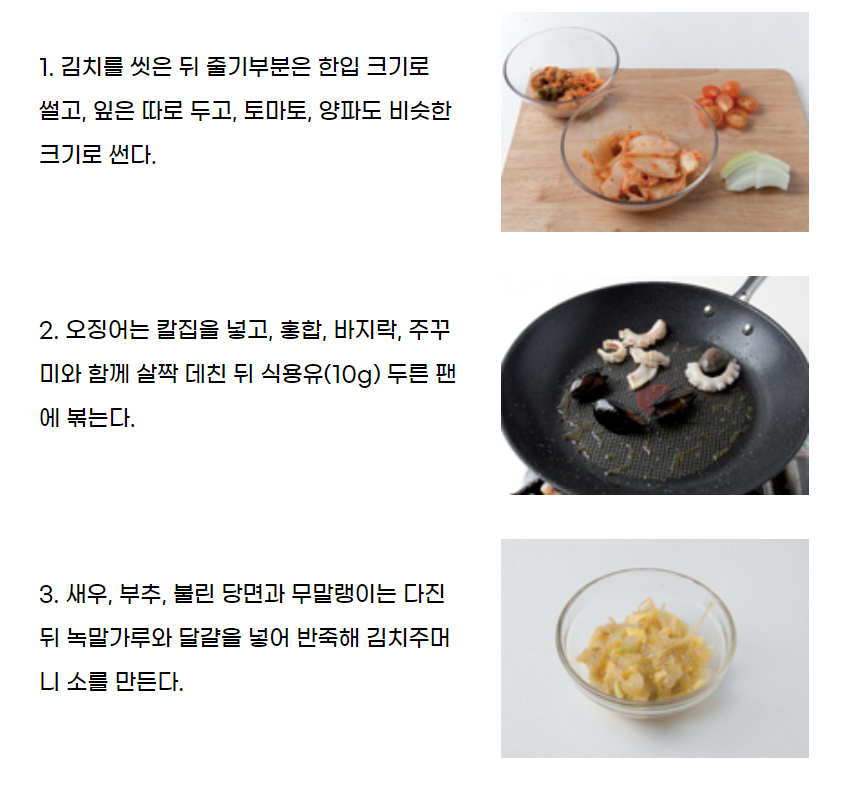 1. 김치를 씻은 뒤 줄기부분은 한입 크기로
썰고, 잎은 따로 두고, 토마토, 양파도 비슷한
크기로 썬다.
2. 오징어는 칼집을 넣고, 홍합, 바지락, 주꾸
미와 함께 살짝 데친 뒤 식용유(10g) 두른 팬
에 볶는다.
3. 새우, 부추, 불린 당면과 무말랭이는 다진
뒤 녹말가루와 달걀을 넣어 반죽해 김치주머
니 소를 만든다.